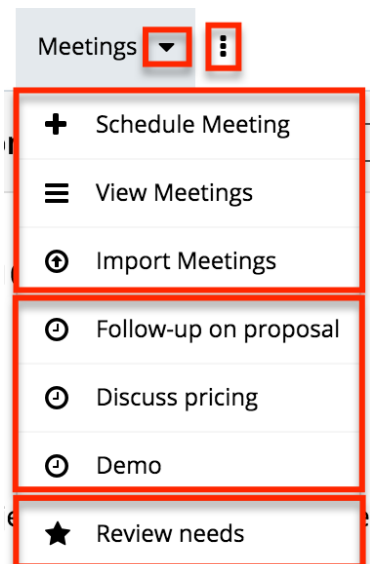 Meetings
Schedule Meeting
View Meetings
Import Meetings
Follow-up on proposal
Discuss pricing
Demo
Review needs